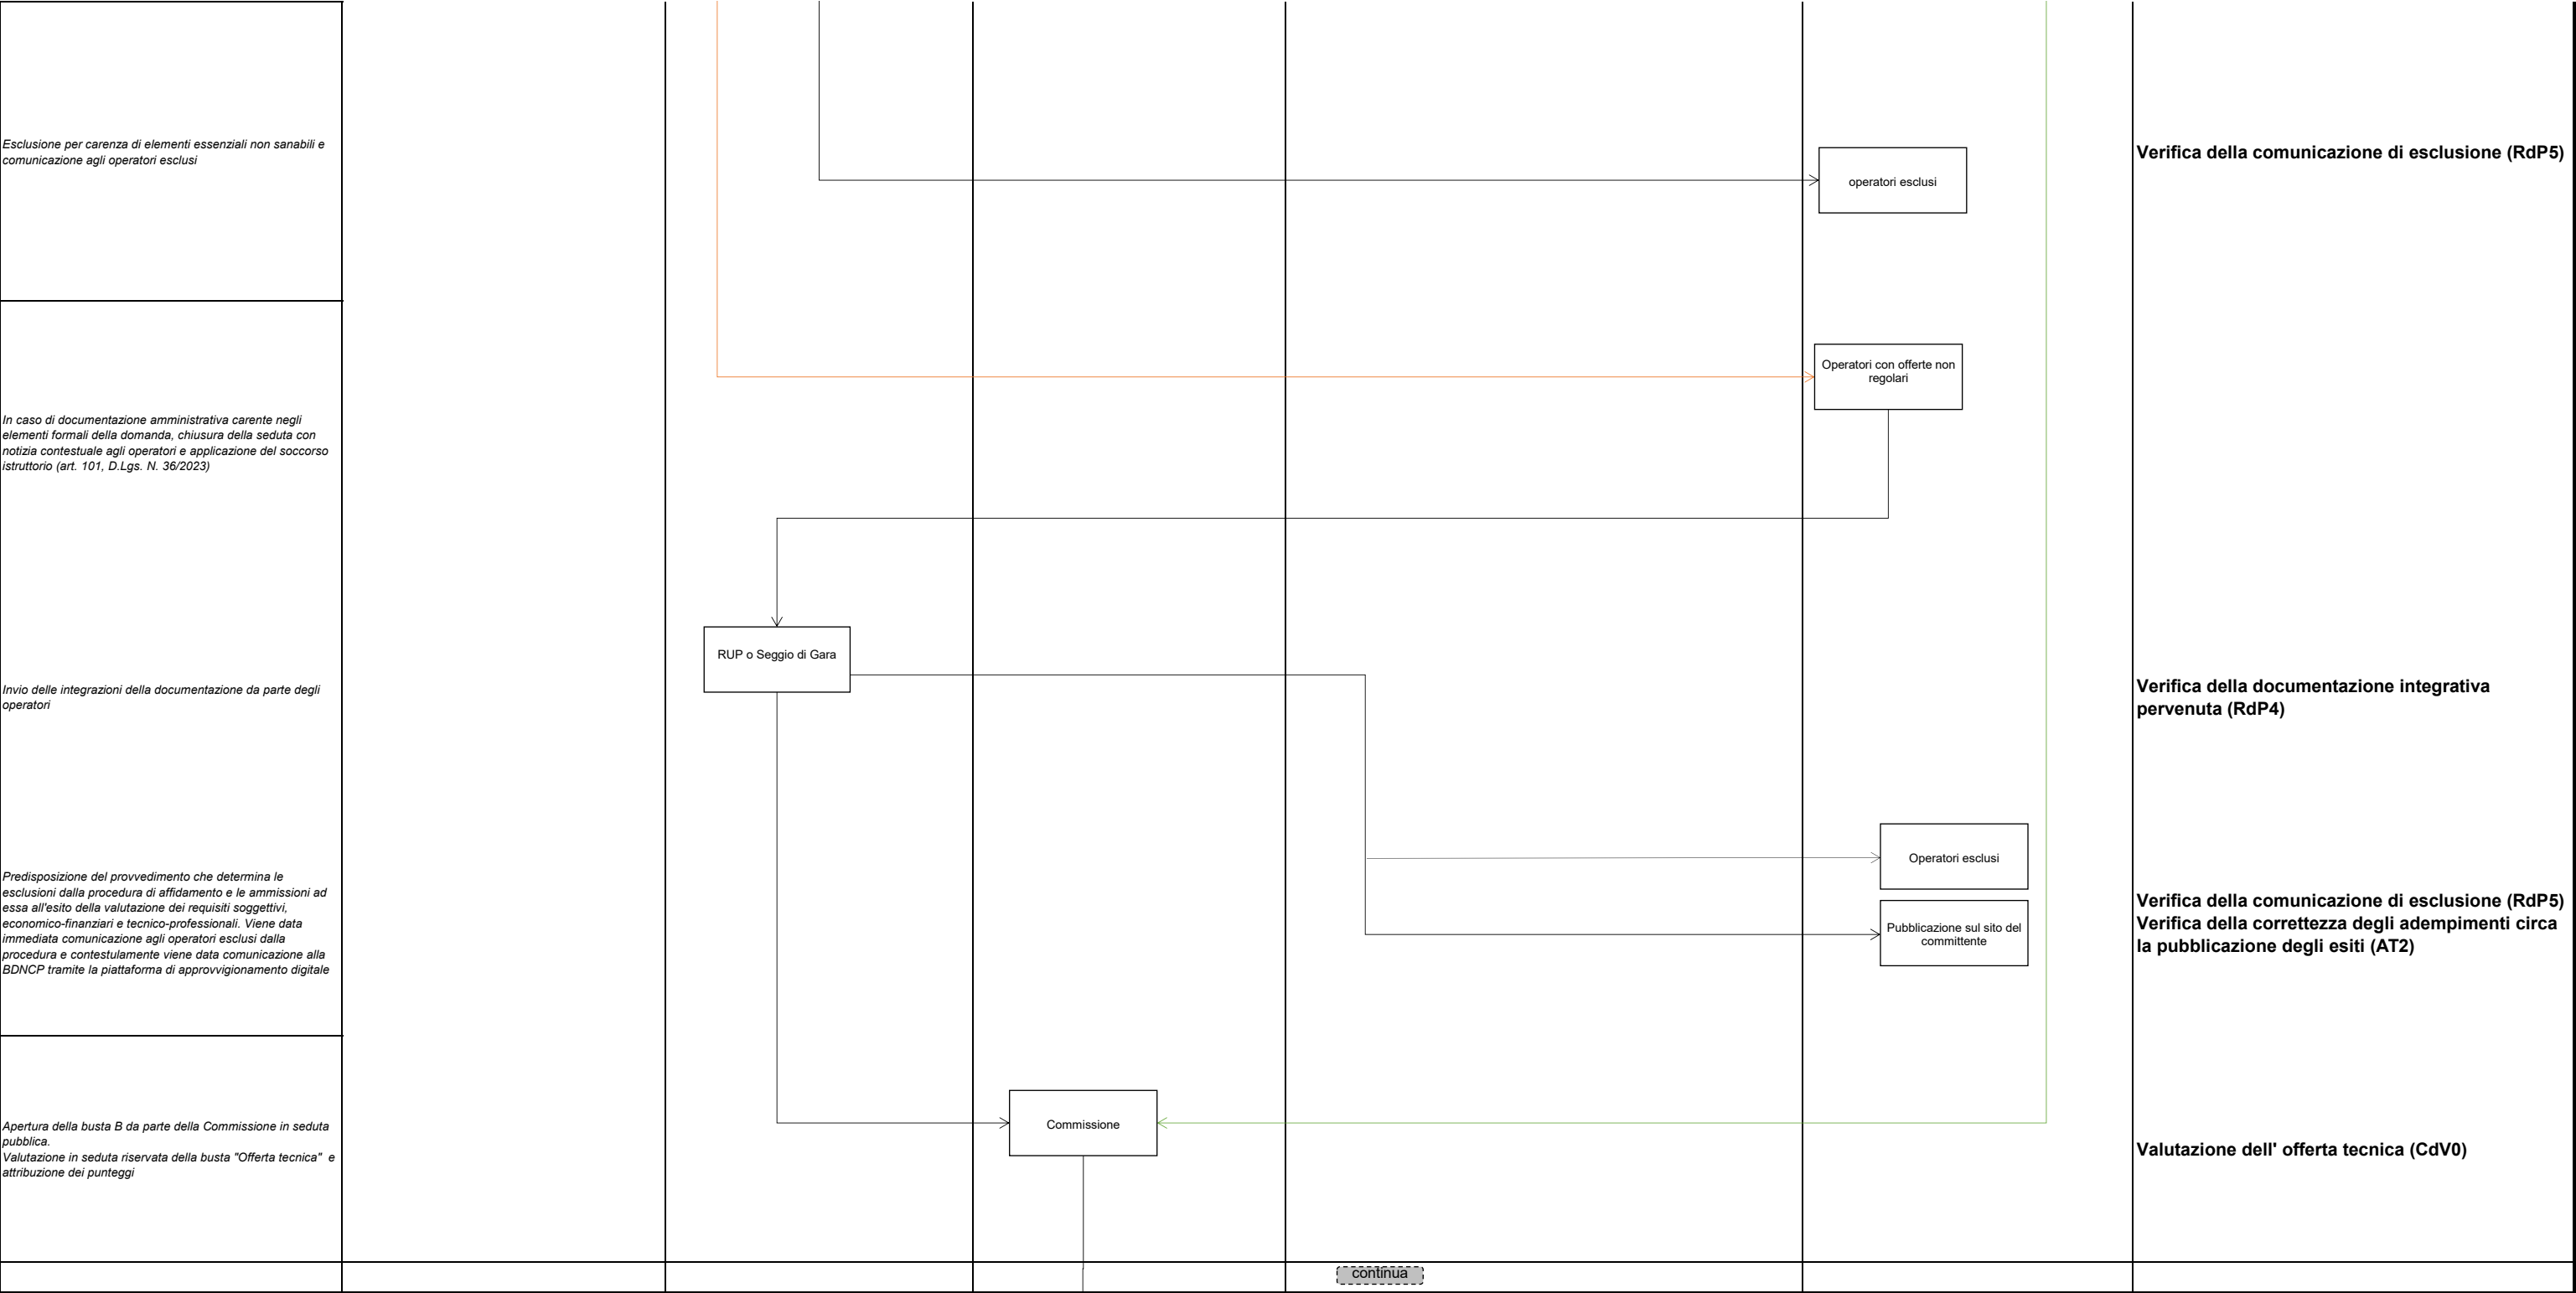 Esclusione per carenza di elementi essenziali non sanabili e
comunicazione agli operatori esclusi
operatori esclusi
Verifica della comunicazione di esclusione (RdP5)
Operatori con offerte non
regolari
In caso di documentazione amministrativa carente negli
elementi formali della domanda, chiusura della seduta con
notizia contestuale agli operatori e applicazione del soccorso
istruttorio (art. 101, D.Lgs. N. 36/2023)
RUP o Seggio di Gara
Invio delle integrazioni della documentazione da parte degli
operatori
Verifica della documentazione integrativa
pervenuta (RdP4)
Operatori esclusi
Predisposizione del provvedimento che determina le
esclusioni dalla procedura di affidamento e le ammissioni ad
essa all'esito della valutazione dei requisiti soggettivi,
economico-finanziari e tecnico-professionali. Viene data
immediata comunicazione agli operatori esclusi dalla
procedura e contestulamente viene data comunicazione alla
BDNCP tramite la piattaforma di approvvigionamento digitale
Pubblicazione sul sito del
committente
Verifica della comunicazione di esclusione (RdP5)
Verifica della correttezza degli adempimenti circa
la pubblicazione degli esiti (AT2)
Commissione
Apertura della busta B da parte della Commissione in seduta
pubblica.
Valutazione in seduta riservata della busta "Offerta tecnica" e
attribuzione dei punteggi
Valutazione dell' offerta tecnica (CdV0)
continua